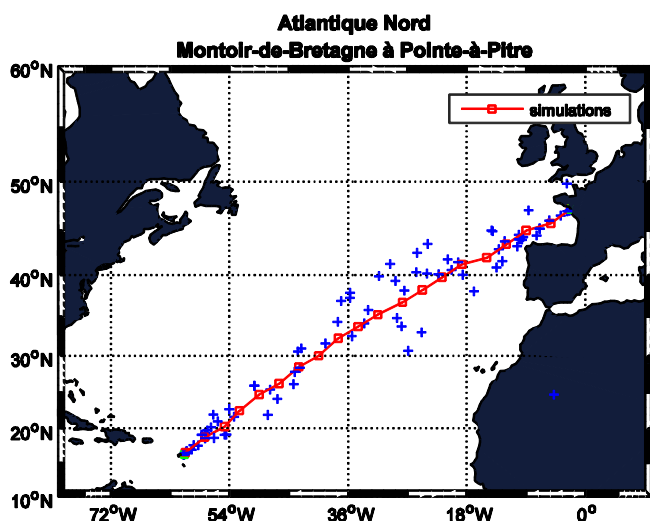 Atlantique Nord
Montoir-de-Bretagne à Pointe-à-Pitre
60°N
simulations
50°N
40°N
30°N
20°N
10°N
72°W 54°W 36°W 18°W 0°